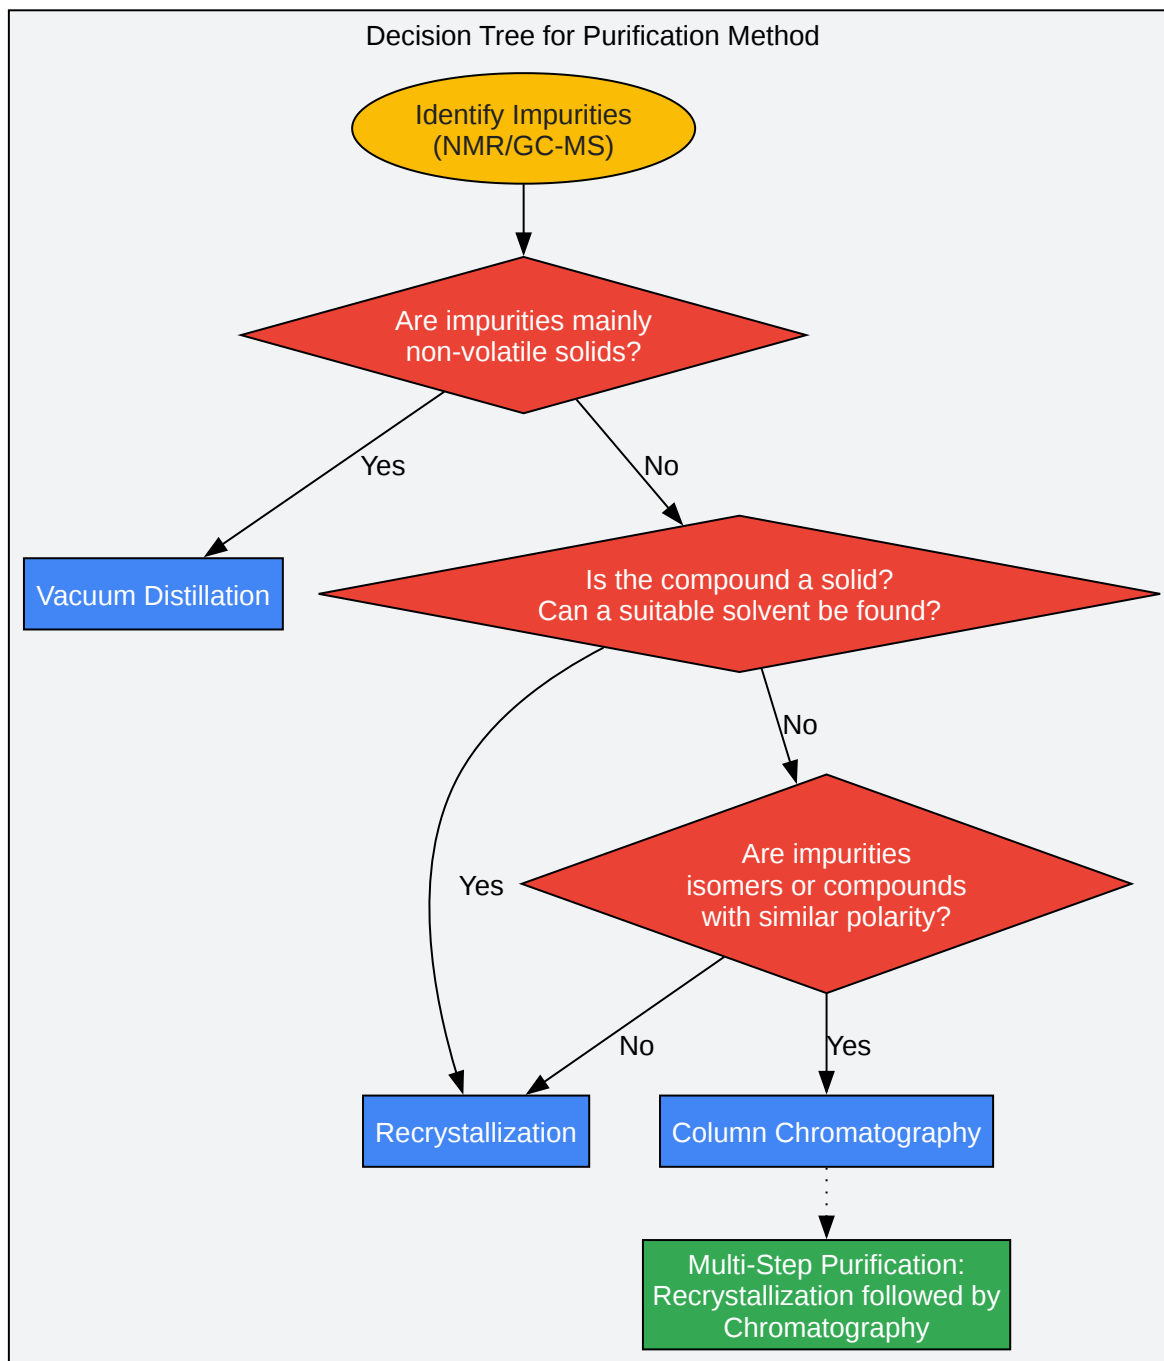 Decision Tree for Purification Method
Identify Impurities
(NMR/GC-MS)
Are impurities mainly
non-volatile solids?
Yes
No
Vacuum Distillation
Is the compound a solid?
Can a suitable solvent be found?
No
Yes
Are impurities
isomers or compounds
with similar polarity?
No
Yes
Recrystallization
Column Chromatography
Multi-Step Purification:
Recrystallization followed by
Chromatography